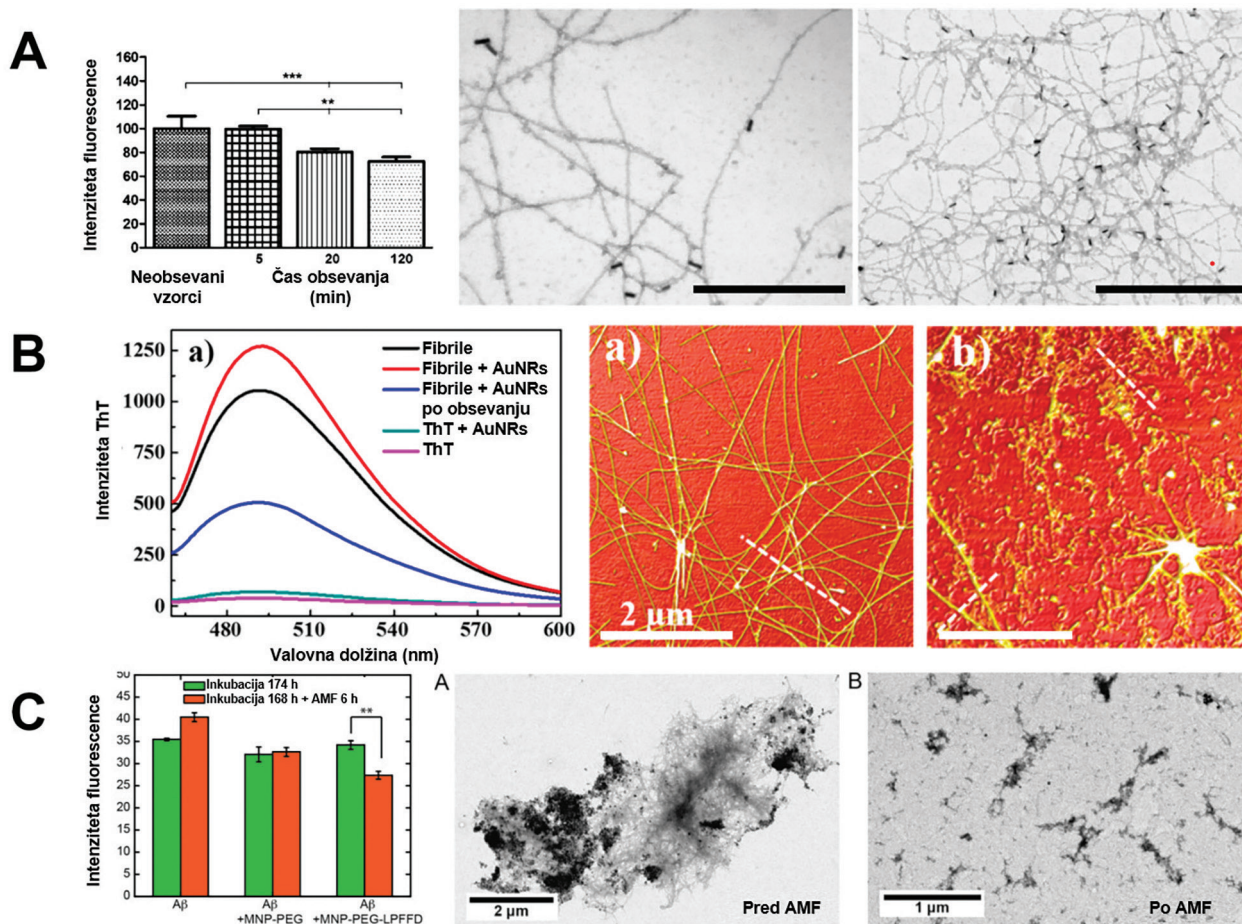 A
Intenziteta fluorescence
160
140
120
100
80
60
40
20
0
***
**
5
20
120
Neobsevani
vzorci
Čas obsevanja
(min)
B
a)
Intenziteta ThT
1250
1000
750
500
250
0
Fibrile
Fibrile + AuNRs
Fibrile + AuNRs
po obsevanju
ThT + AuNRs
ThT
480
510
540
570
600
Valovna dolžina (nm)
a)
2 µm
b)
C
Intenziteta fluorescence
50
45
40
35
30
25
20
15
10
5
0
Inkubacija 174 h
Inkubacija 168 h + AMF 6 h
**
Aβ
Aβ
+MNP-PEG
Aβ
+MNP-PEG-LPFFD
A
2 µm
Pred AMF
B
1 µm
Po AMF